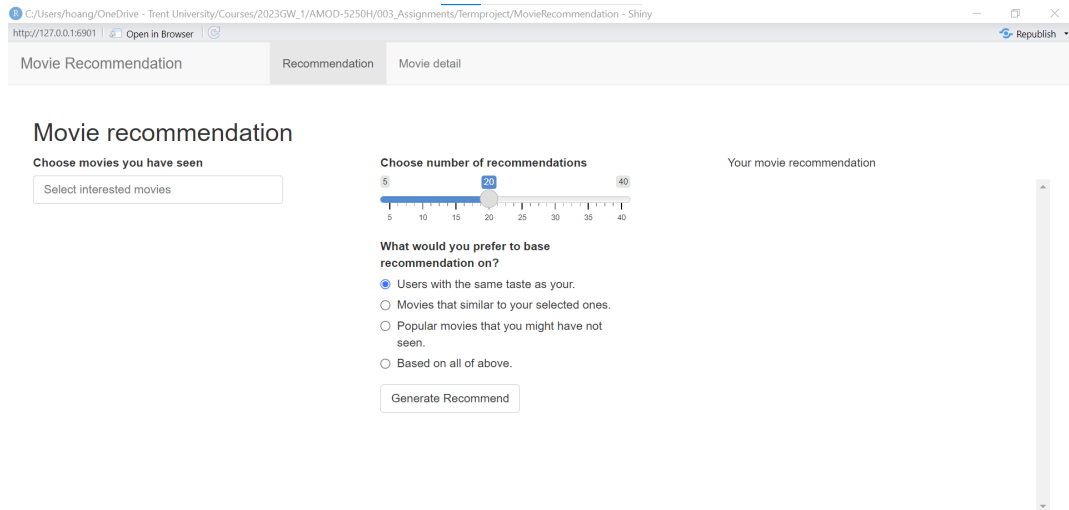 R C:/Users/hoang/OneDrive - Trent University/Courses/2023GW_1/AMOD-5250H/003_Assignments/Termproject/MovieRecommendation - Shiny
http://127.0.0.1:6901 Open in Browser Republish
Movie Recommendation Recommendation Movie detail
Movie recommendation
Choose movies you have seen
Select interested movies
Choose number of recommendations
5 20 40
5 10 15 20 25 30 35 40
What would you prefer to base
recommendation on?
Users with the same taste as your.
Movies that similar to your selected ones.
Popular movies that you might have not
seen.
Based on all of above.
Generate Recommend
Your movie recommendation